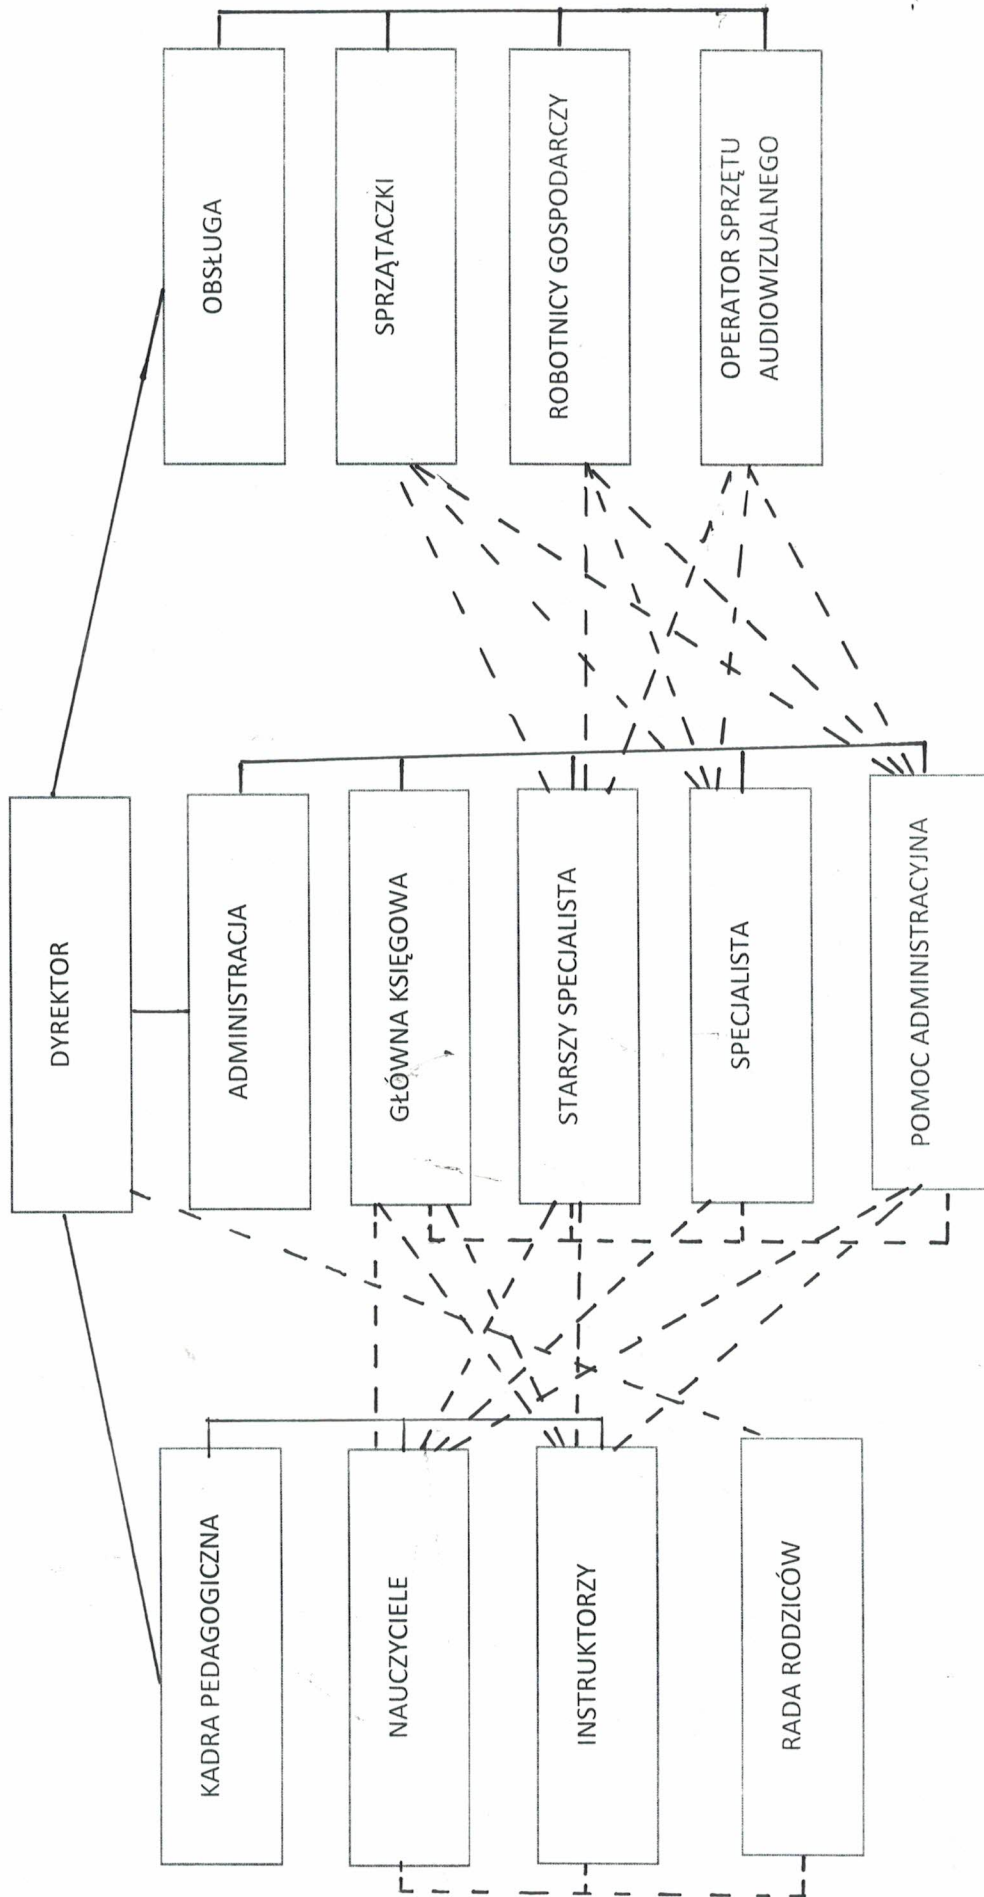 DYREKTOR
KADRA PEDAGOGICZNA
NAUCZYCIELE
INSTRUKTORZY
RADA RODZICÓW
ADMINISTRACJA
GŁÓWNA KSIĘGOWA
STARSZY SPECJALISTA
SPECJALISTA
POMOC ADMINISTRACYJNA
OBSŁUGA
SPRZĄTACZKI
ROBOTNICY GOSPODARCZY
OPERATOR SPRZĘTU
AUDIOWIZUALNEGO